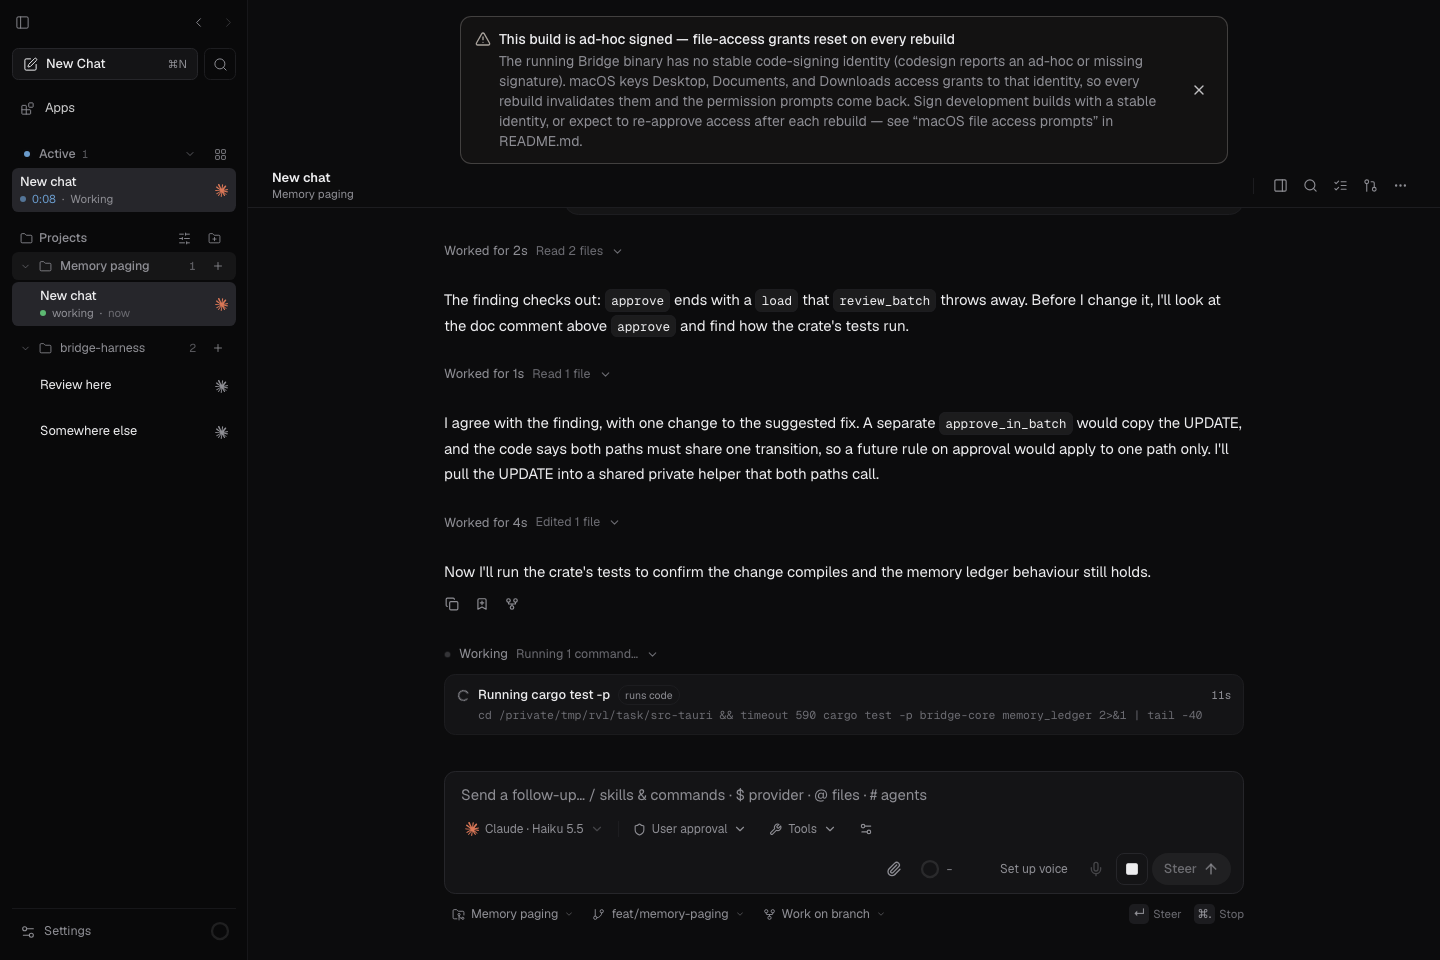 New Chat
⌘N
Apps
Active 1
New chat
0:08 · Working
Projects
Memory paging 1
New chat
working · now
bridge-harness 2
Review here
Somewhere else
Settings
This build is ad-hoc signed — file-access grants reset on every rebuild
The running Bridge binary has no stable code-signing identity (codesign reports an ad-hoc or missing
signature). macOS keys Desktop, Documents, and Downloads access grants to that identity, so every
rebuild invalidates them and the permission prompts come back. Sign development builds with a stable
identity, or expect to re-approve access after each rebuild — see “macOS file access prompts” in
README.md.
New chat
Memory paging
Worked for 2s Read 2 files
The finding checks out: approve ends with a load that review_batch throws away. Before I change it, I'll look at
the doc comment above approve and find how the crate's tests run.
Worked for 1s Read 1 file
I agree with the finding, with one change to the suggested fix. A separate approve_in_batch would copy the UPDATE,
and the code says both paths must share one transition, so a future rule on approval would apply to one path only. I'll
pull the UPDATE into a shared private helper that both paths call.
Worked for 4s Edited 1 file
Now I'll run the crate's tests to confirm the change compiles and the memory ledger behaviour still holds.
Working Running 1 command...
Running cargo test -p runs code 11s
cd /private/tmp/rvl/task/src-tauri && timeout 590 cargo test -p bridge-core memory_ledger 2>&1 | tail -40
Send a follow-up... / skills & commands · $ provider · @ files · # agents
Claude · Haiku 5.5 User approval Tools
– Set up voice Steer
Memory paging feat/memory-paging Work on branch Steer ⌘. Stop